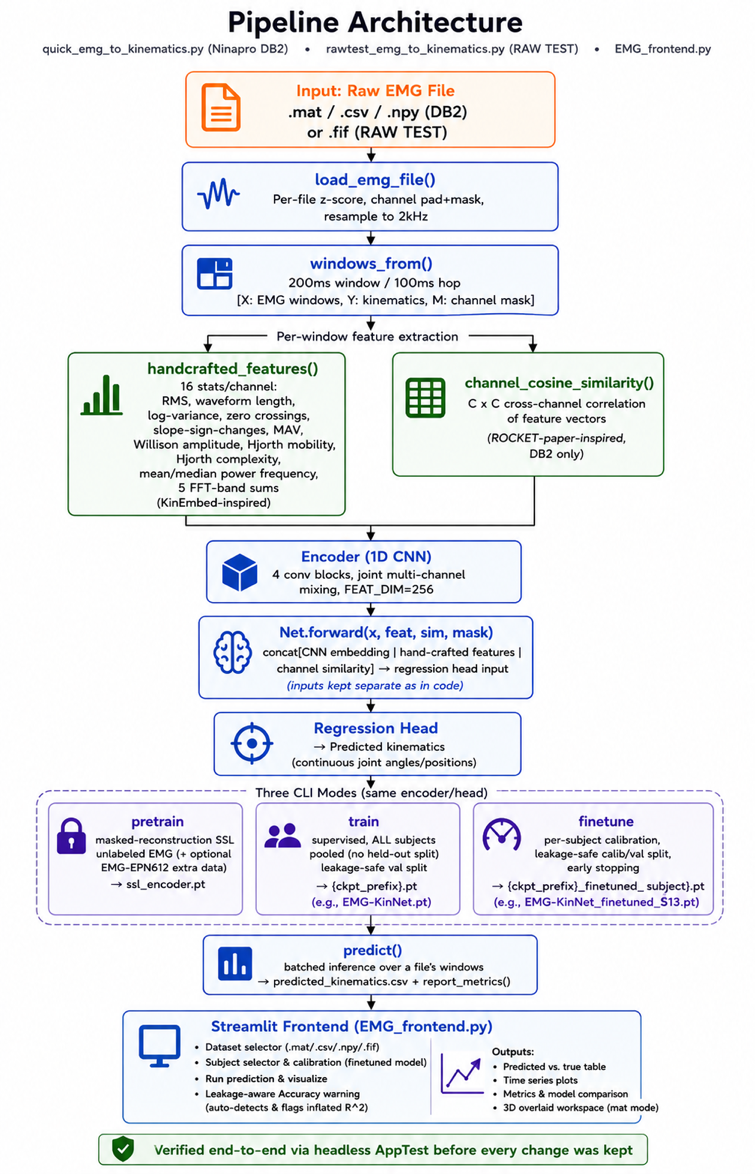 Pipeline Architecture
quick_emg_to_kinematics.py (Ninapro DB2) • rawtest_emg_to_kinematics.py (RAW TEST) • EMG_frontend.py
Input: Raw EMG File
.mat / .csv / .npy (DB2)
or .fif (RAW TEST)
load_emg_file()
Per-file z-score, channel pad+mask,
resample to 2kHz
windows_from()
200ms window / 100ms hop
[X: EMG windows, Y: kinematics, M: channel mask]
Per-window feature extraction
handcrafted_features()
16 stats/channel:
RMS, waveform length,
log-variance, zero crossings,
slope-sign-changes, MAV,
Willison amplitude, Hjorth mobility,
Hjorth complexity,
mean/median power frequency,
5 FFT-band sums
(KinEmbed-inspired)
channel_cosine_similarity()
C x C cross-channel correlation
of feature vectors
(ROCKET-paper-inspired,
DB2 only)
Encoder (1D CNN)
4 conv blocks, joint multi-channel
mixing, FEAT_DIM=256
Net.forward(x, feat, sim, mask)
concat[CNN embedding | hand-crafted features |
channel similarity] → regression head input
(inputs kept separate as in code)
Regression Head
→ Predicted kinematics
(continuous joint angles/positions)
Three CLI Modes (same encoder/head)
pretrain
masked-reconstruction SSL
unlabeled EMG (+ optional
EMG-EPN612 extra data)
→ ssl_encoder.pt
train
supervised, ALL subjects
pooled (no held-out split)
leakage-safe val split
→ {ckpt_prefix}.pt
(e.g., EMG-KinNet.pt)
finetune
per-subject calibration,
leakage-safe calib/val split,
early stopping
→ {ckpt_prefix}_finetuned_ subject}.pt
(e.g., EMG-KinNet_finetuned_S13.pt)
predict()
batched inference over a file's windows
→ predicted_kinematics.csv + report_metrics()
Streamlit Frontend (EMG_frontend.py)
• Dataset selector (.mat/.csv/.npy/.fif)
• Subject selector & calibration (finetuned model)
• Run prediction & visualize
• Leakage-aware Accuracy warning
(auto-detects & flags inflated R^2)
Outputs:
• Predicted vs. true table
• Time series plots
• Metrics & model comparison
• 3D overlaid workspace (mat mode)
Verified end-to-end via headless AppTest before every change was kept